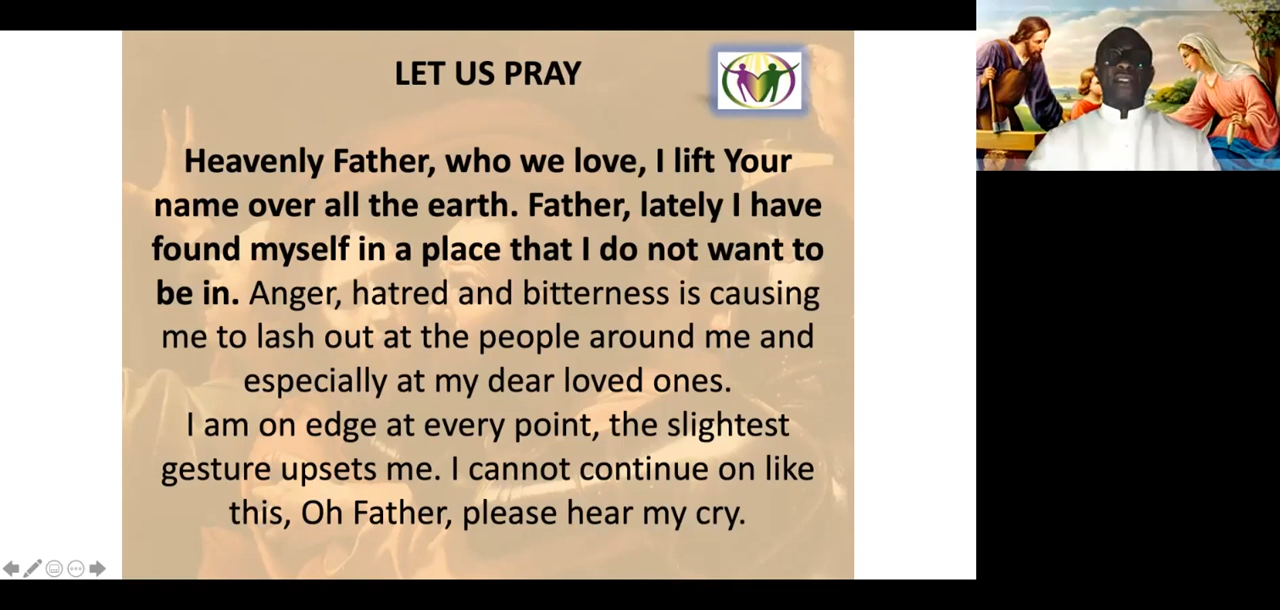 LET US PRAY
Heavenly Father, who we love, I lift Your
name over all the earth. Father, lately I have
found myself in a place that I do not want to
be in. Anger, hatred and bitterness is causing
me to lash out at the people around me and
especially at my dear loved ones.
I am on edge at every point, the slightest
gesture upsets me. I cannot continue on like
this, Oh Father, please hear my cry.